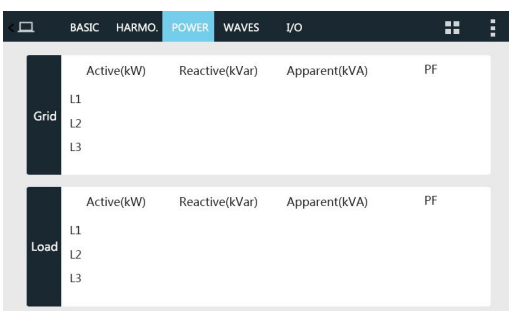 BASIC HARMO. POWER WAVES I/O
Active(kW) Reactive(kVar) Apparent(kVA) PF
Grid
L1
L2
L3
Active(kW) Reactive(kVar) Apparent(kVA) PF
Load
L1
L2
L3